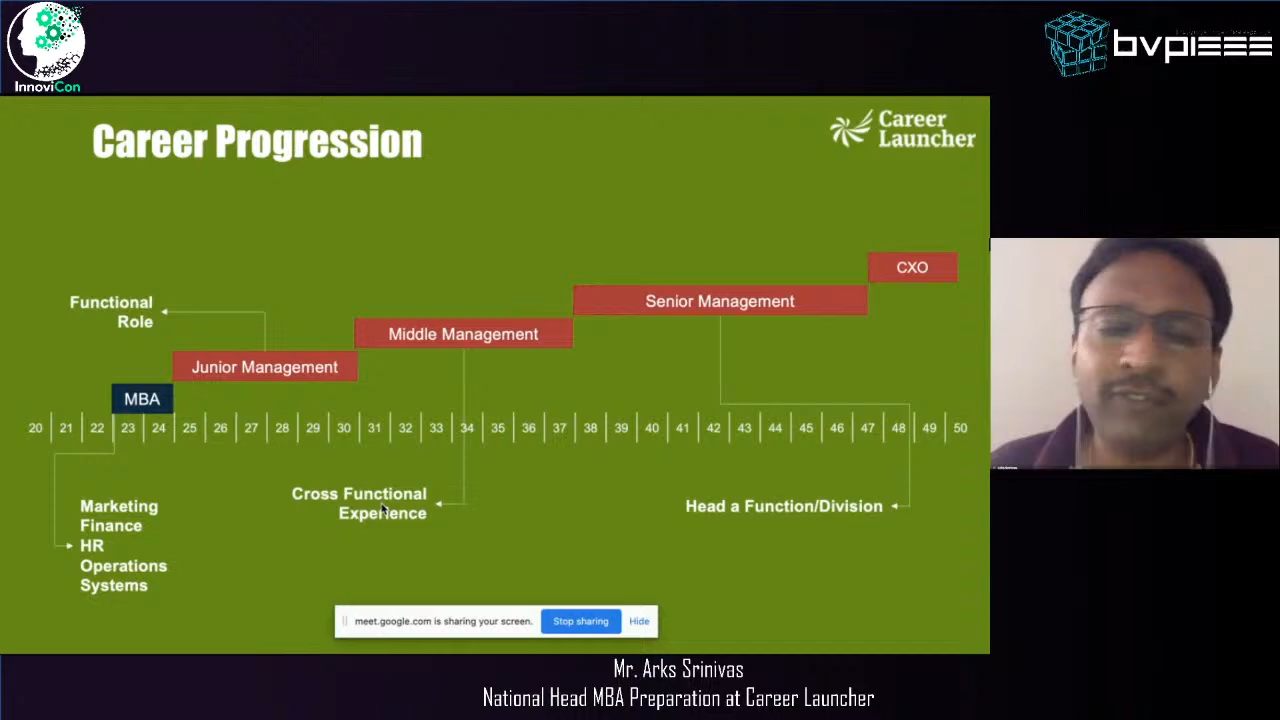 InnoviCon
bvpieee
Career Progression
Career
Launcher
CXO
Senior Management
Functional
Role
Middle Management
Junior Management
MBA
20 21 22 23 24 25 26 27 28 29 30 31 32 33 34 35 36 37 38 39 40 41 42 43 44 45 46 47 48 49 50
Marketing
Finance
HR
Operations
Systems
Cross Functional
Experience
Head a Function/Division
meet.google.com is sharing your screen. Stop sharing Hide
Mr. Arks Srinivas
National Head MBA Preparation at Career Launcher